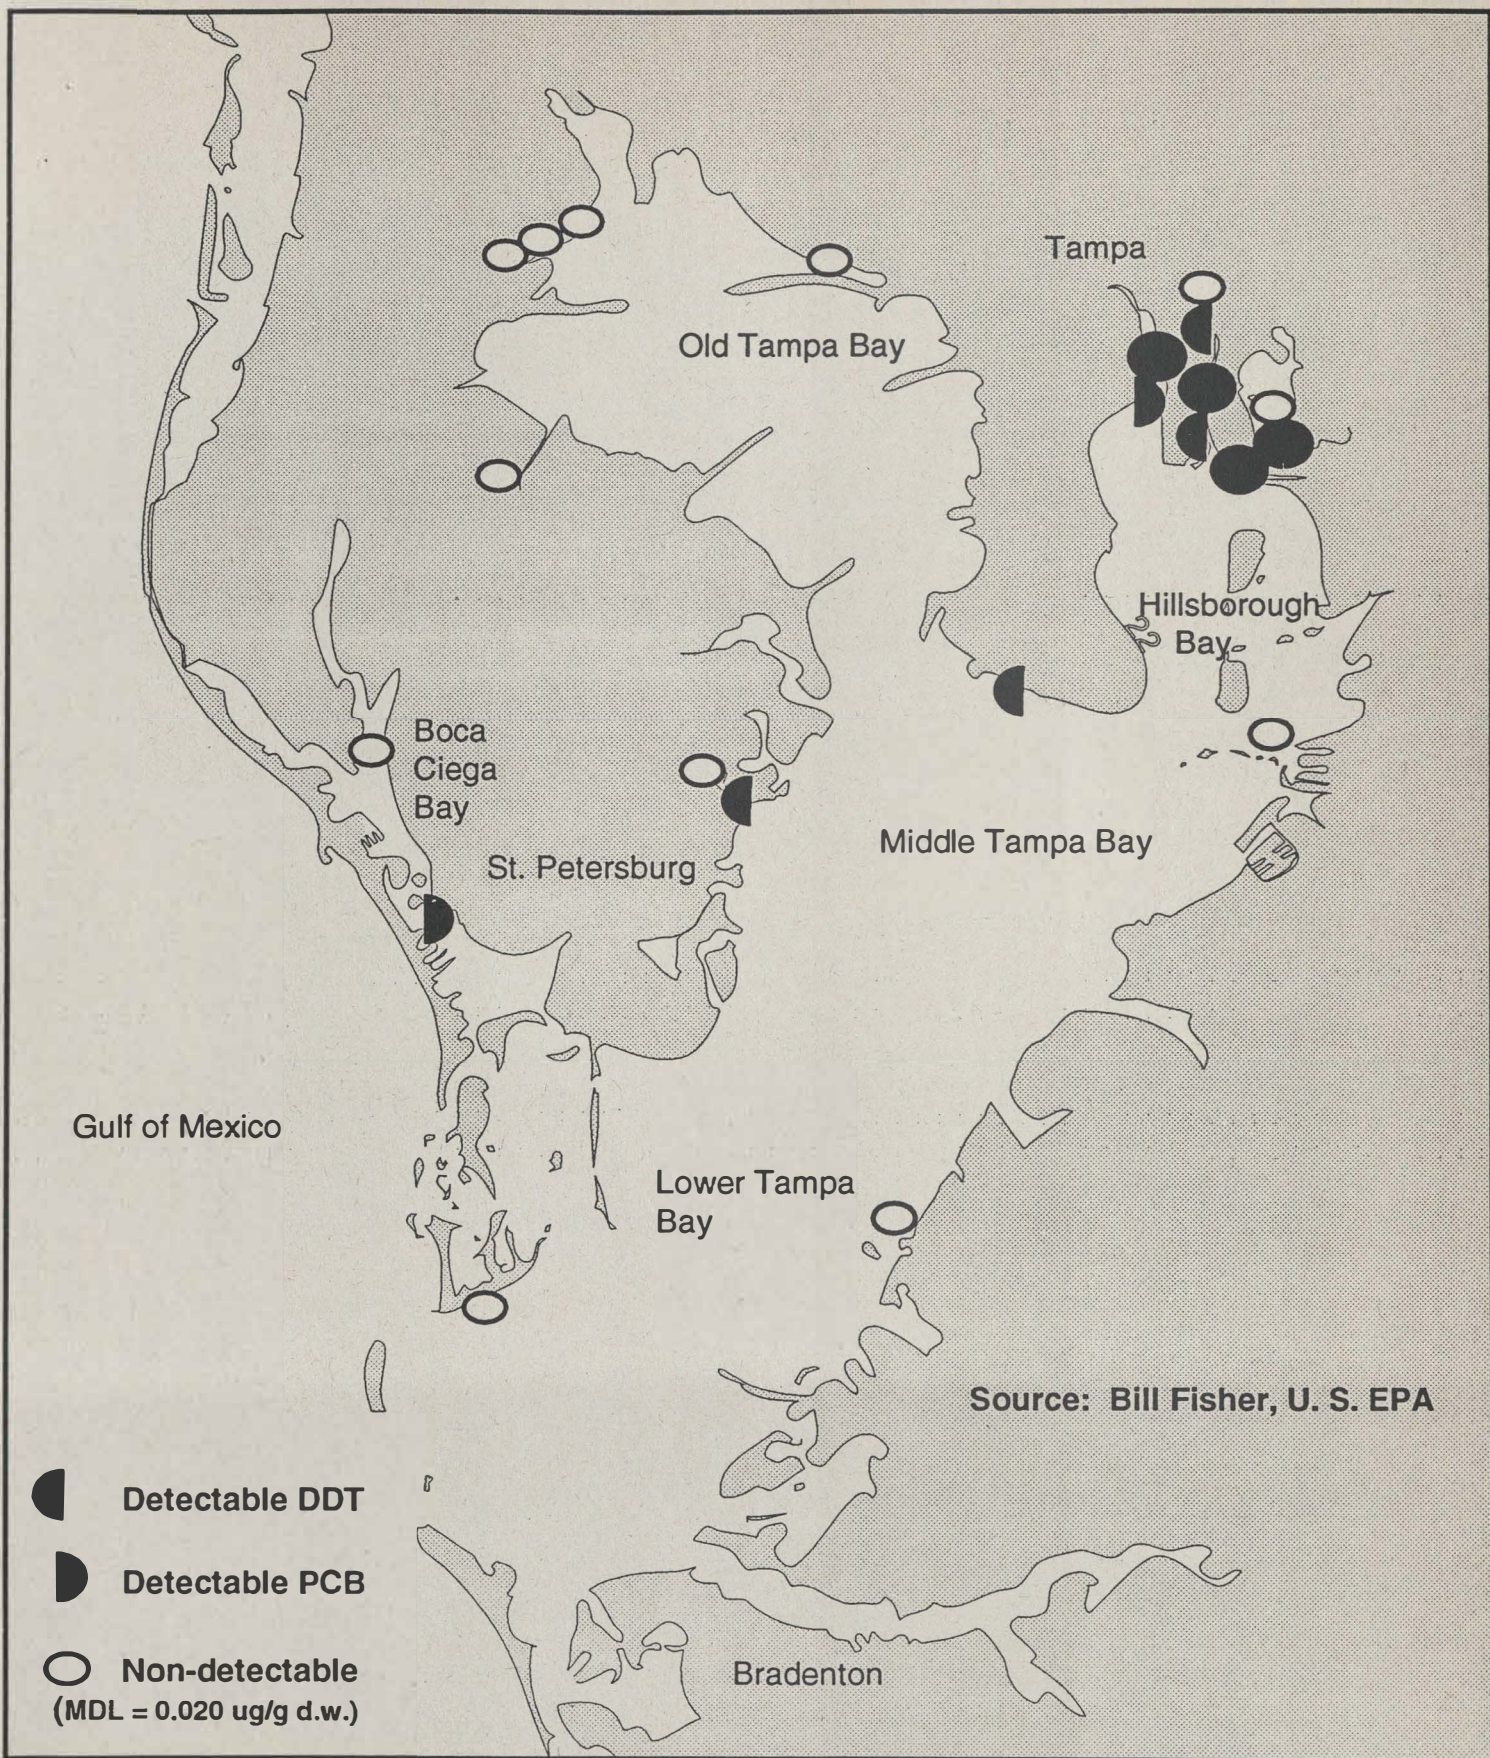 Tampa
Old Tampa Bay
Hillsborough
Bay
Boca
Ciega
Bay
Middle Tampa Bay
St. Petersburg
Gulf of Mexico
Lower Tampa
Bay
Source: Bill Fisher, U. S. EPA
Detectable DDT
Detectable PCB
Non-detectable
(MDL = 0.020 ug/g d.w.)
Bradenton